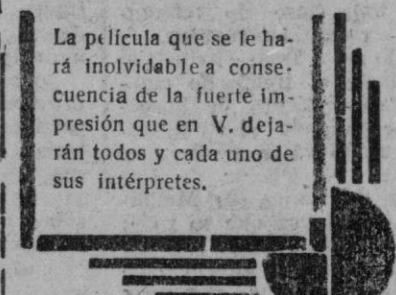 La película que se le ha-
rá inolvidable a conse-
cuencia de la fuerte im-
presión que en V. deja-
rán todos y cada uno de
sus intérpretes.